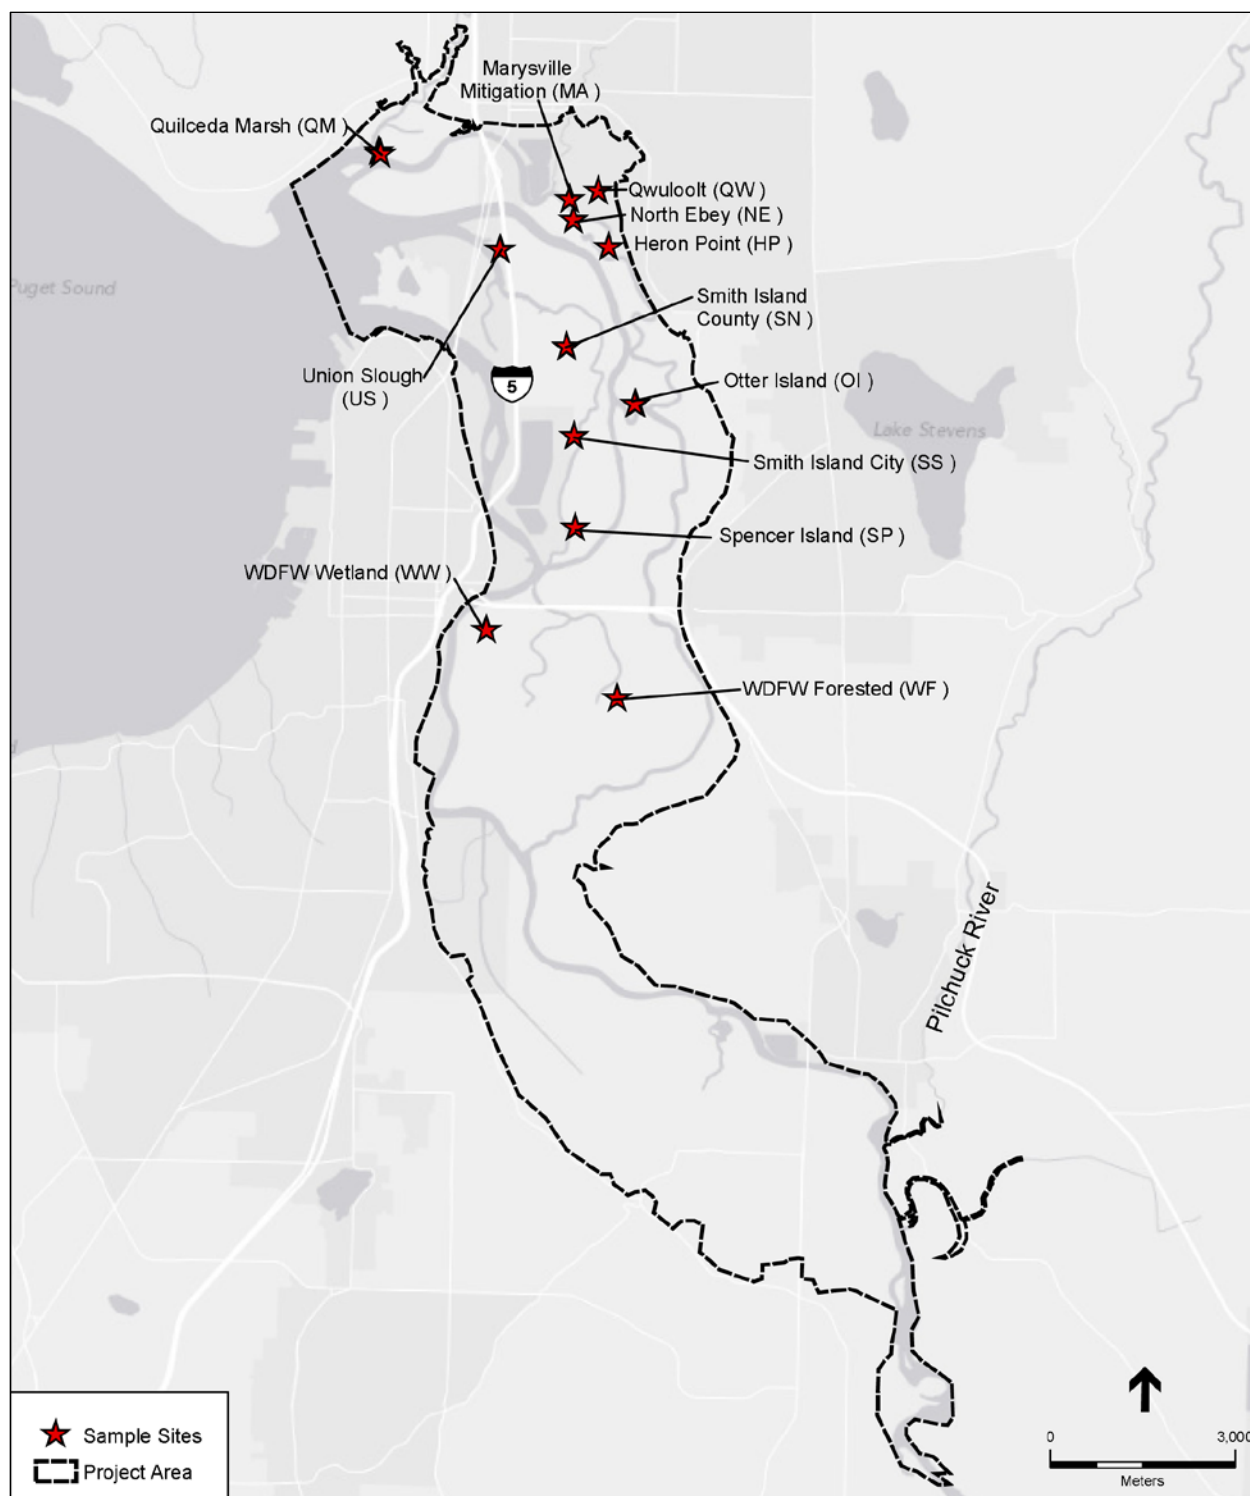 Marysville
Mitigation (MA )
Quilceda Marsh (QM )
Qwuloolt (QW )
North Ebey (NE )
Heron Point (HP )
Puget Sound
Smith Island
County (SN )
Union Slough
(US )
5
Otter Island (OI )
Lake Stevens
Smith Island City (SS )
Spencer Island (SP )
WDFW Wetland (WW )
WDFW Forested (WF )
Pilchuck River
Sample Sites
Project Area
0 3,000
Meters